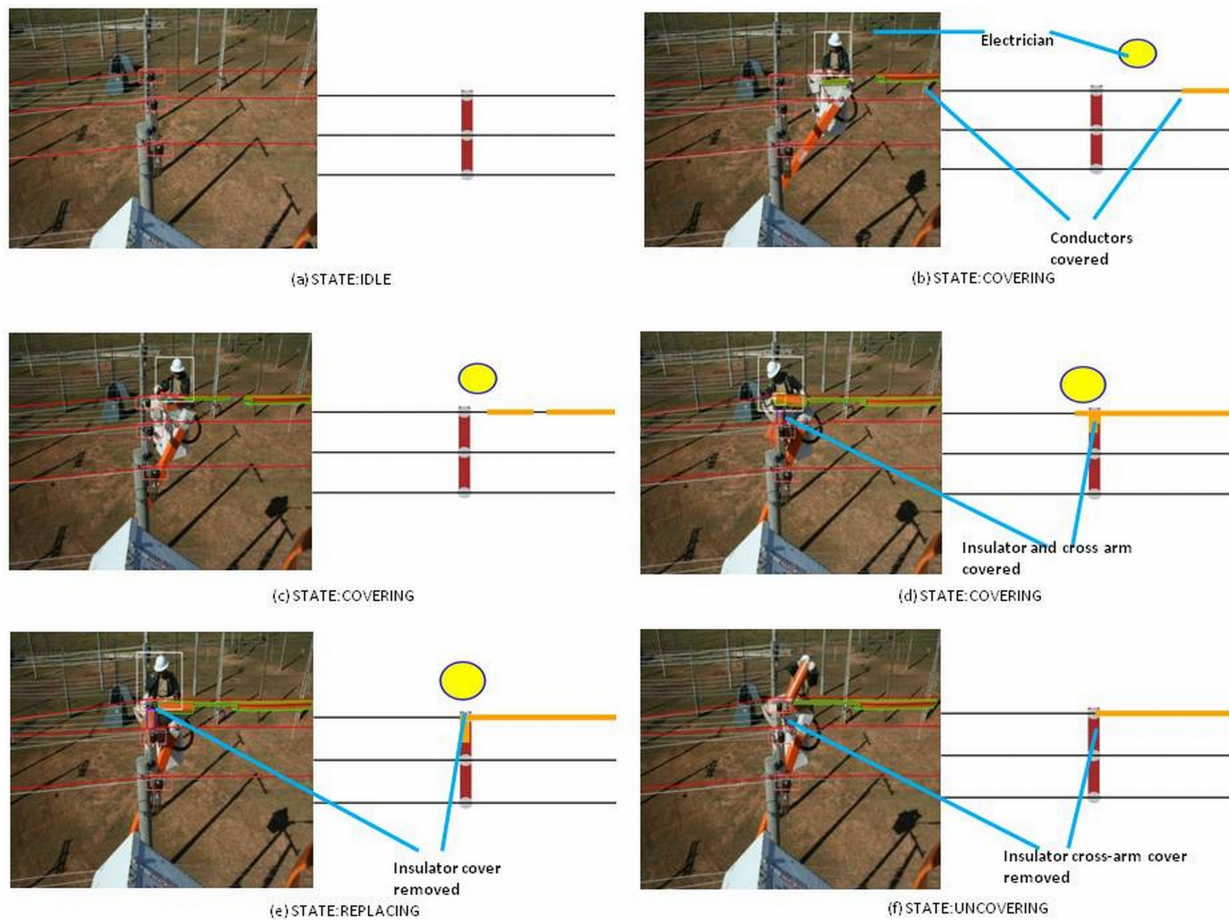 Electrician
Conductors
covered
(a)STATE:IDLE
(b)STATE:COVERING
Insulator and cross arm
covered
(c)STATE:COVERING
(d)STATE:COVERING
Insulator cover
removed
Insulator cross-arm cover
removed
(e)STATE:REPLACING
(f)STATE:UNCOVERING